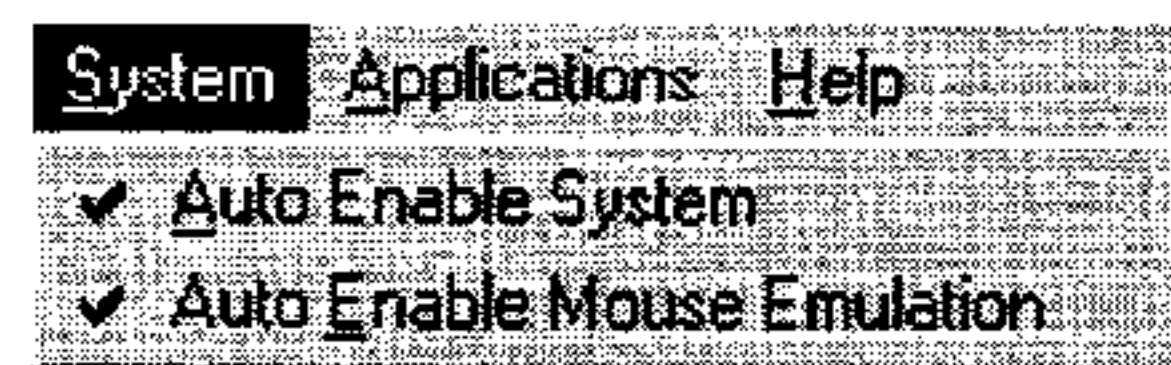 System Applications Help
✓ Auto Enable System
✓ Auto Enable Mouse Emulation